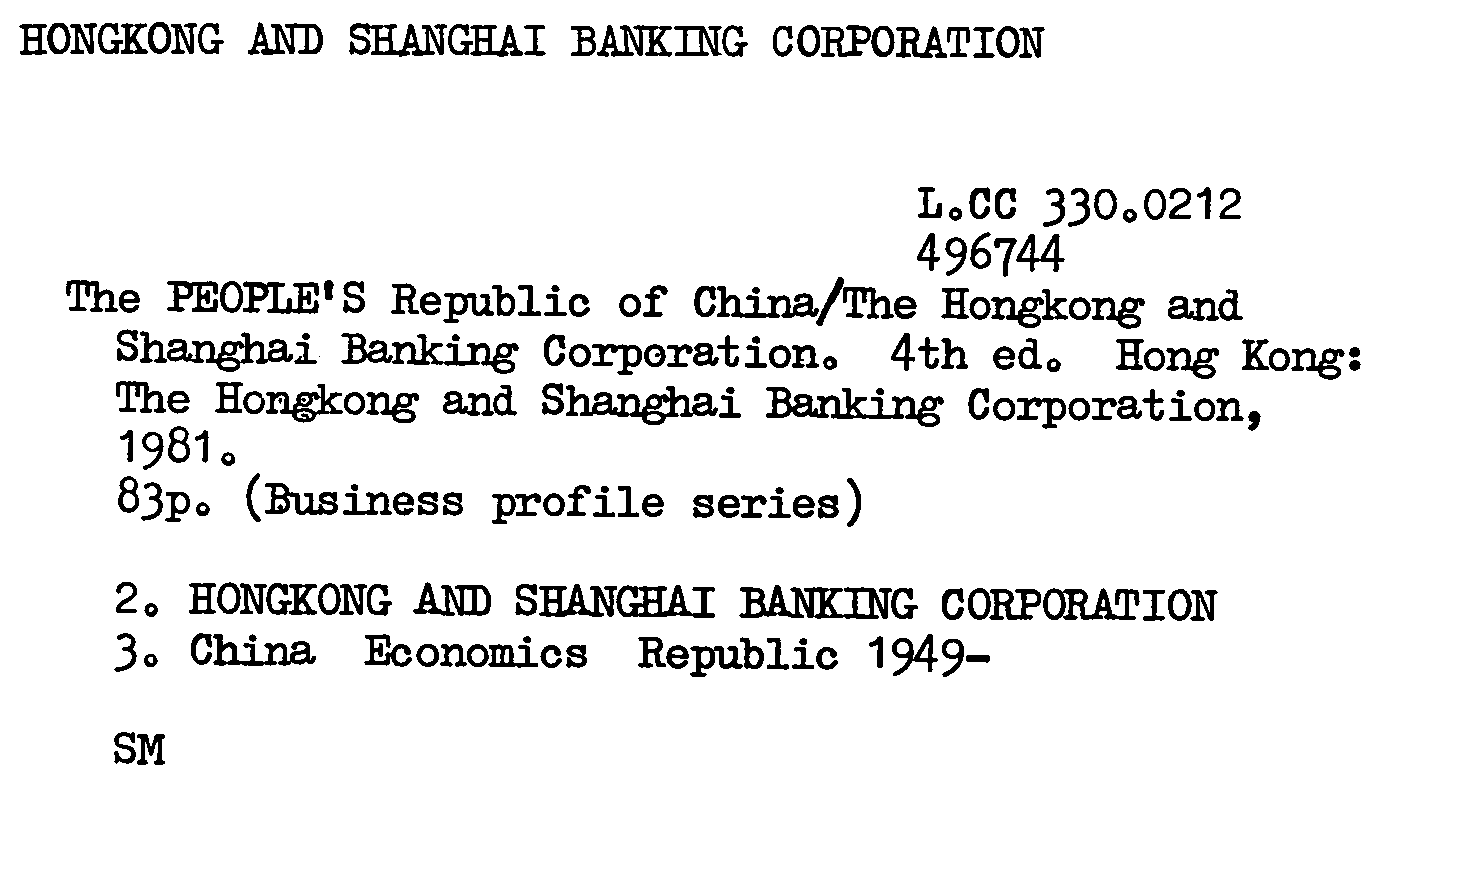 HONGKONG AND SHANGHAI BANKING CORPORATION
L.CC 330.0212
496744
The PEOPLE'S Republic of China/The Hongkong and
Shanghai Banking Corporation. 4th ed. Hong Kong:
The Hongkong and Shanghai Banking Corporation,
1981.
83p. (Business profile series)
2. HONGKONG AND SHANGHAI BANKING CORPORATION
3. China Economics Republic 1949-
SM